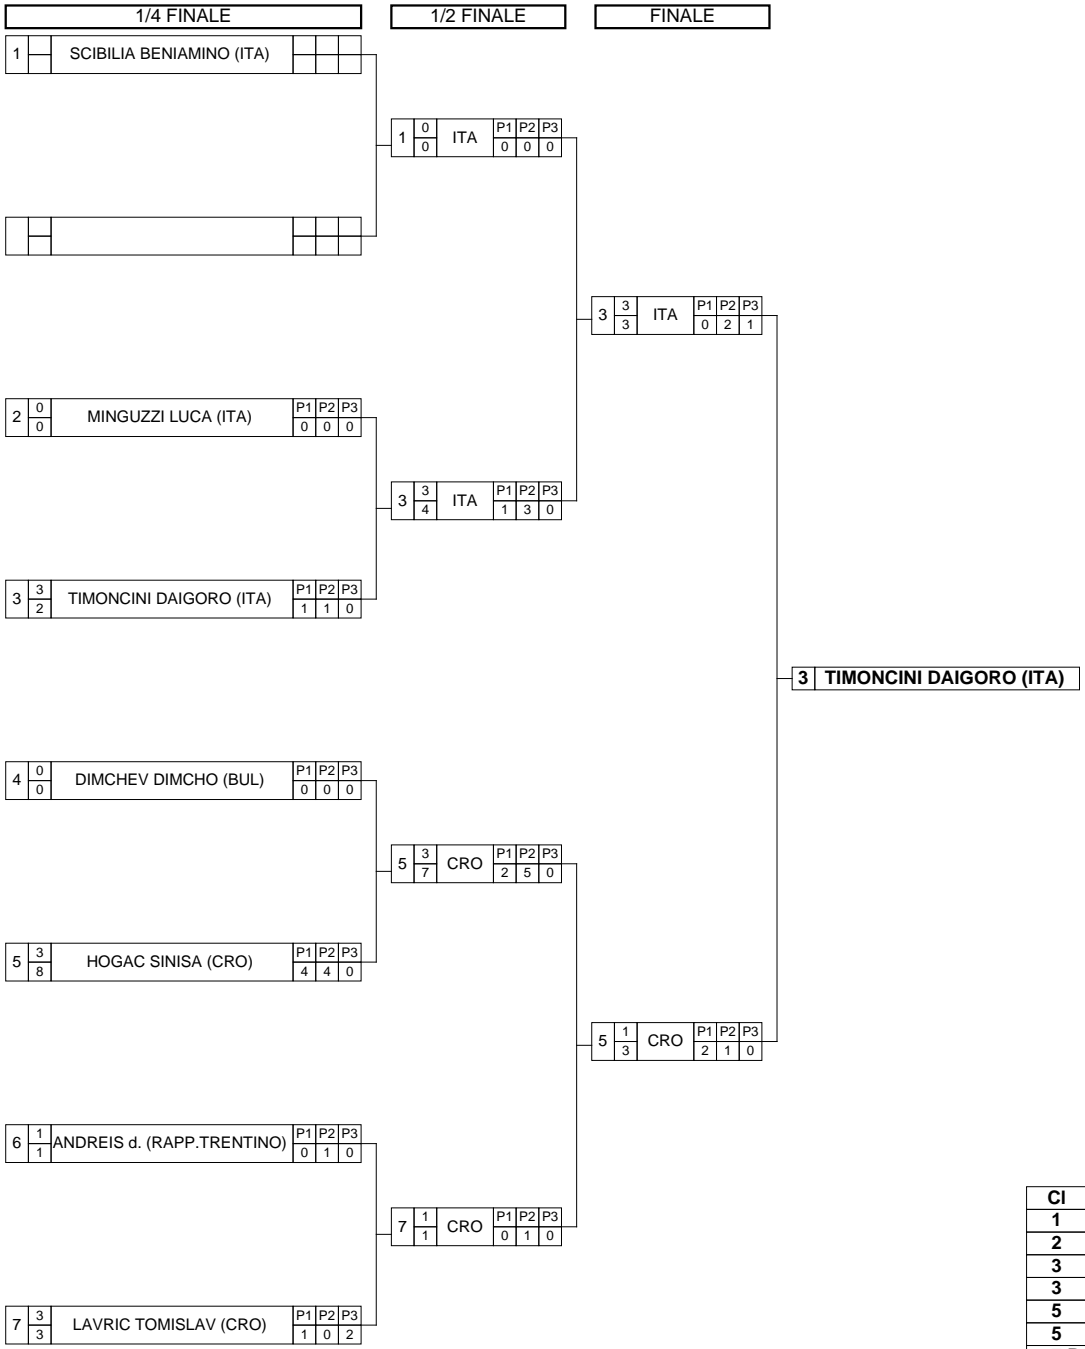 1/4 FINALE 1/2 FINALE FINALE
1 SCIBILIA BENIAMINO (ITA)
1 0 0 ITA P1 P2 P3 0 0 0
3 3 3 ITA P1 P2 P3 0 2 1
2 0 0 MINGUZZI LUCA (ITA) P1 P2 P3 0 0 0
3 3 4 ITA P1 P2 P3 1 3 0
3 3 2 TIMONCINI DAIGORO (ITA) P1 P2 P3 1 1 0
3 TIMONCINI DAIGORO (ITA)
4 0 0 DIMCHEV DIMCHO (BUL) P1 P2 P3 0 0 0
5 3 7 CRO P1 P2 P3 2 5 0
5 3 8 HOGAC SINISA (CRO) P1 P2 P3 4 4 0
5 1 3 CRO P1 P2 P3 2 1 0
6 1 1 ANDREIS d. (RAPP.TRENTINO) P1 P2 P3 0 1 0
7 1 1 CRO P1 P2 P3 0 1 0
7 3 3 LAVRIC TOMISLAV (CRO) P1 P2 P3 1 0 2
Cl
1
2
3
3
5
5